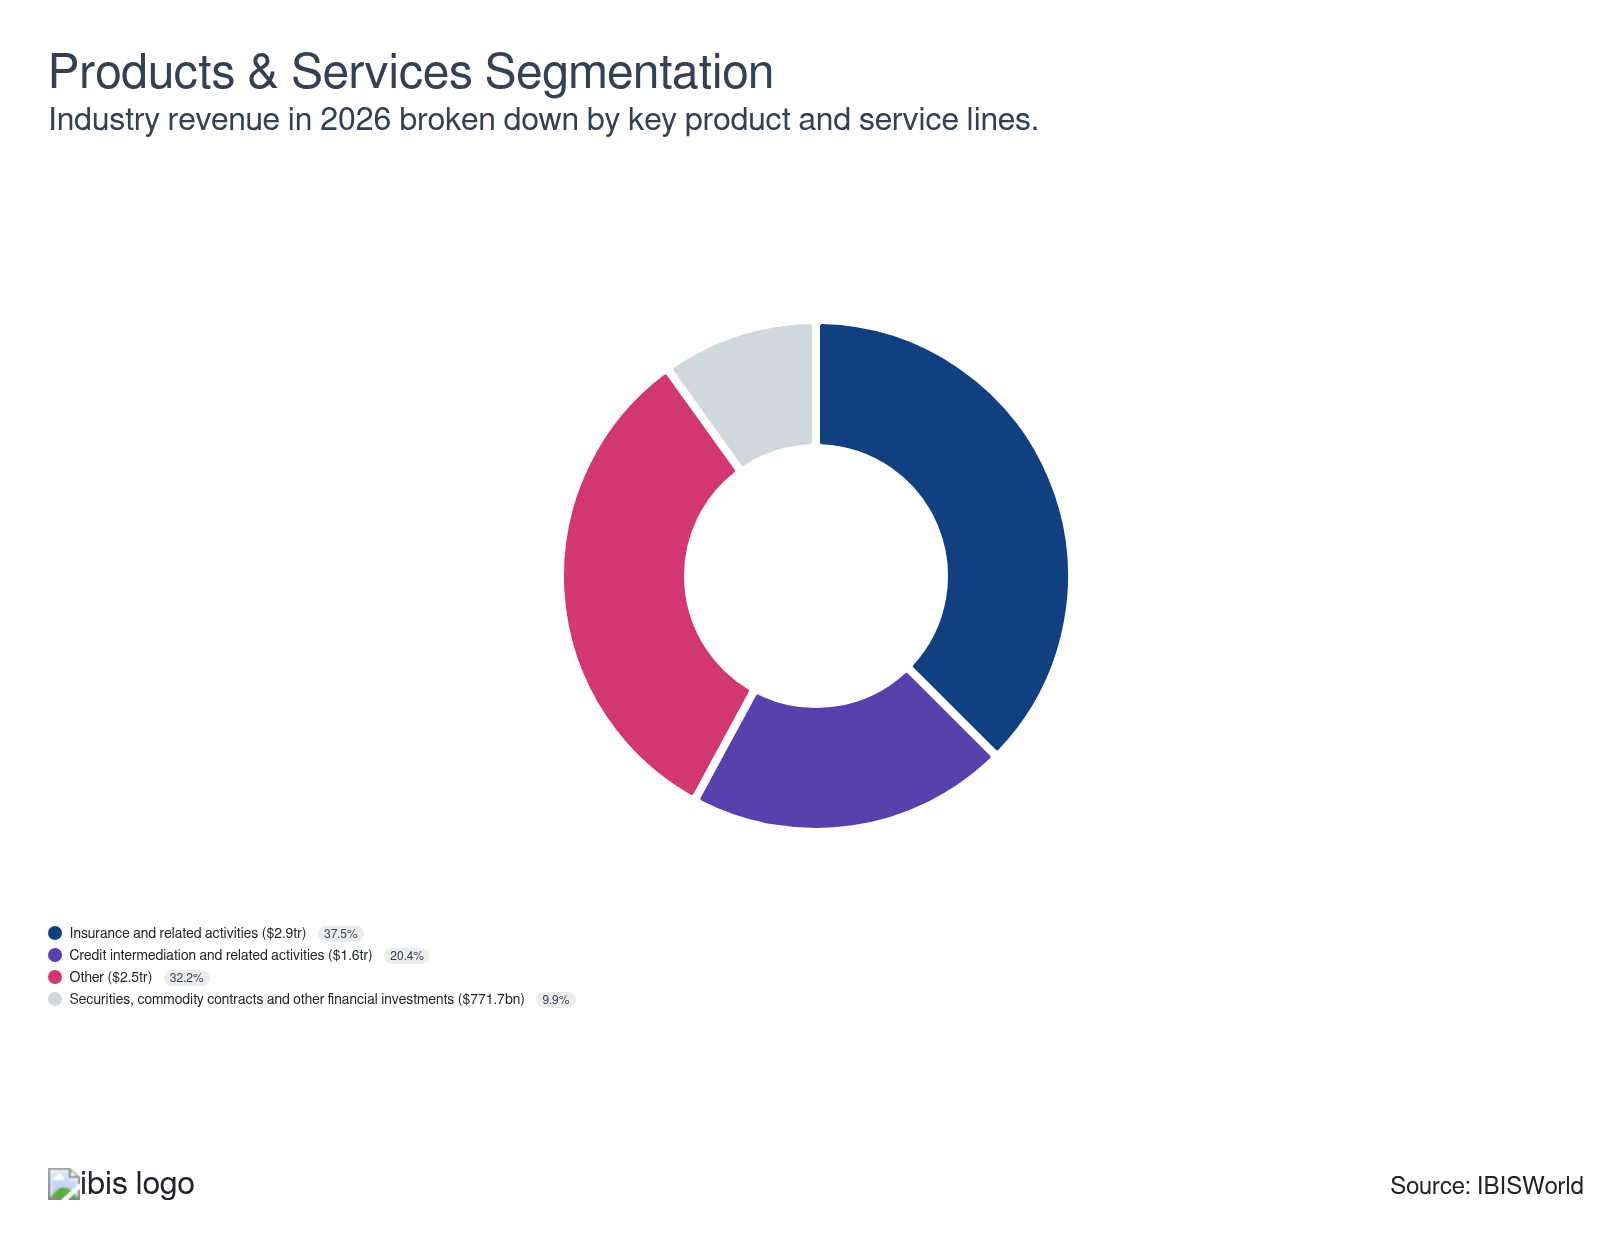 Products & Services Segmentation
Industry revenue in 2026 broken down by key product and service lines.
Insurance and related activities ($2.9tr) 37.5%
Credit intermediation and related activities ($1.6tr) 20.4%
Other ($2.5tr) 32.2%
Securities, commodity contracts and other financial investments ($771.7bn) 9.9%
ibis logo
Source: IBISWorld